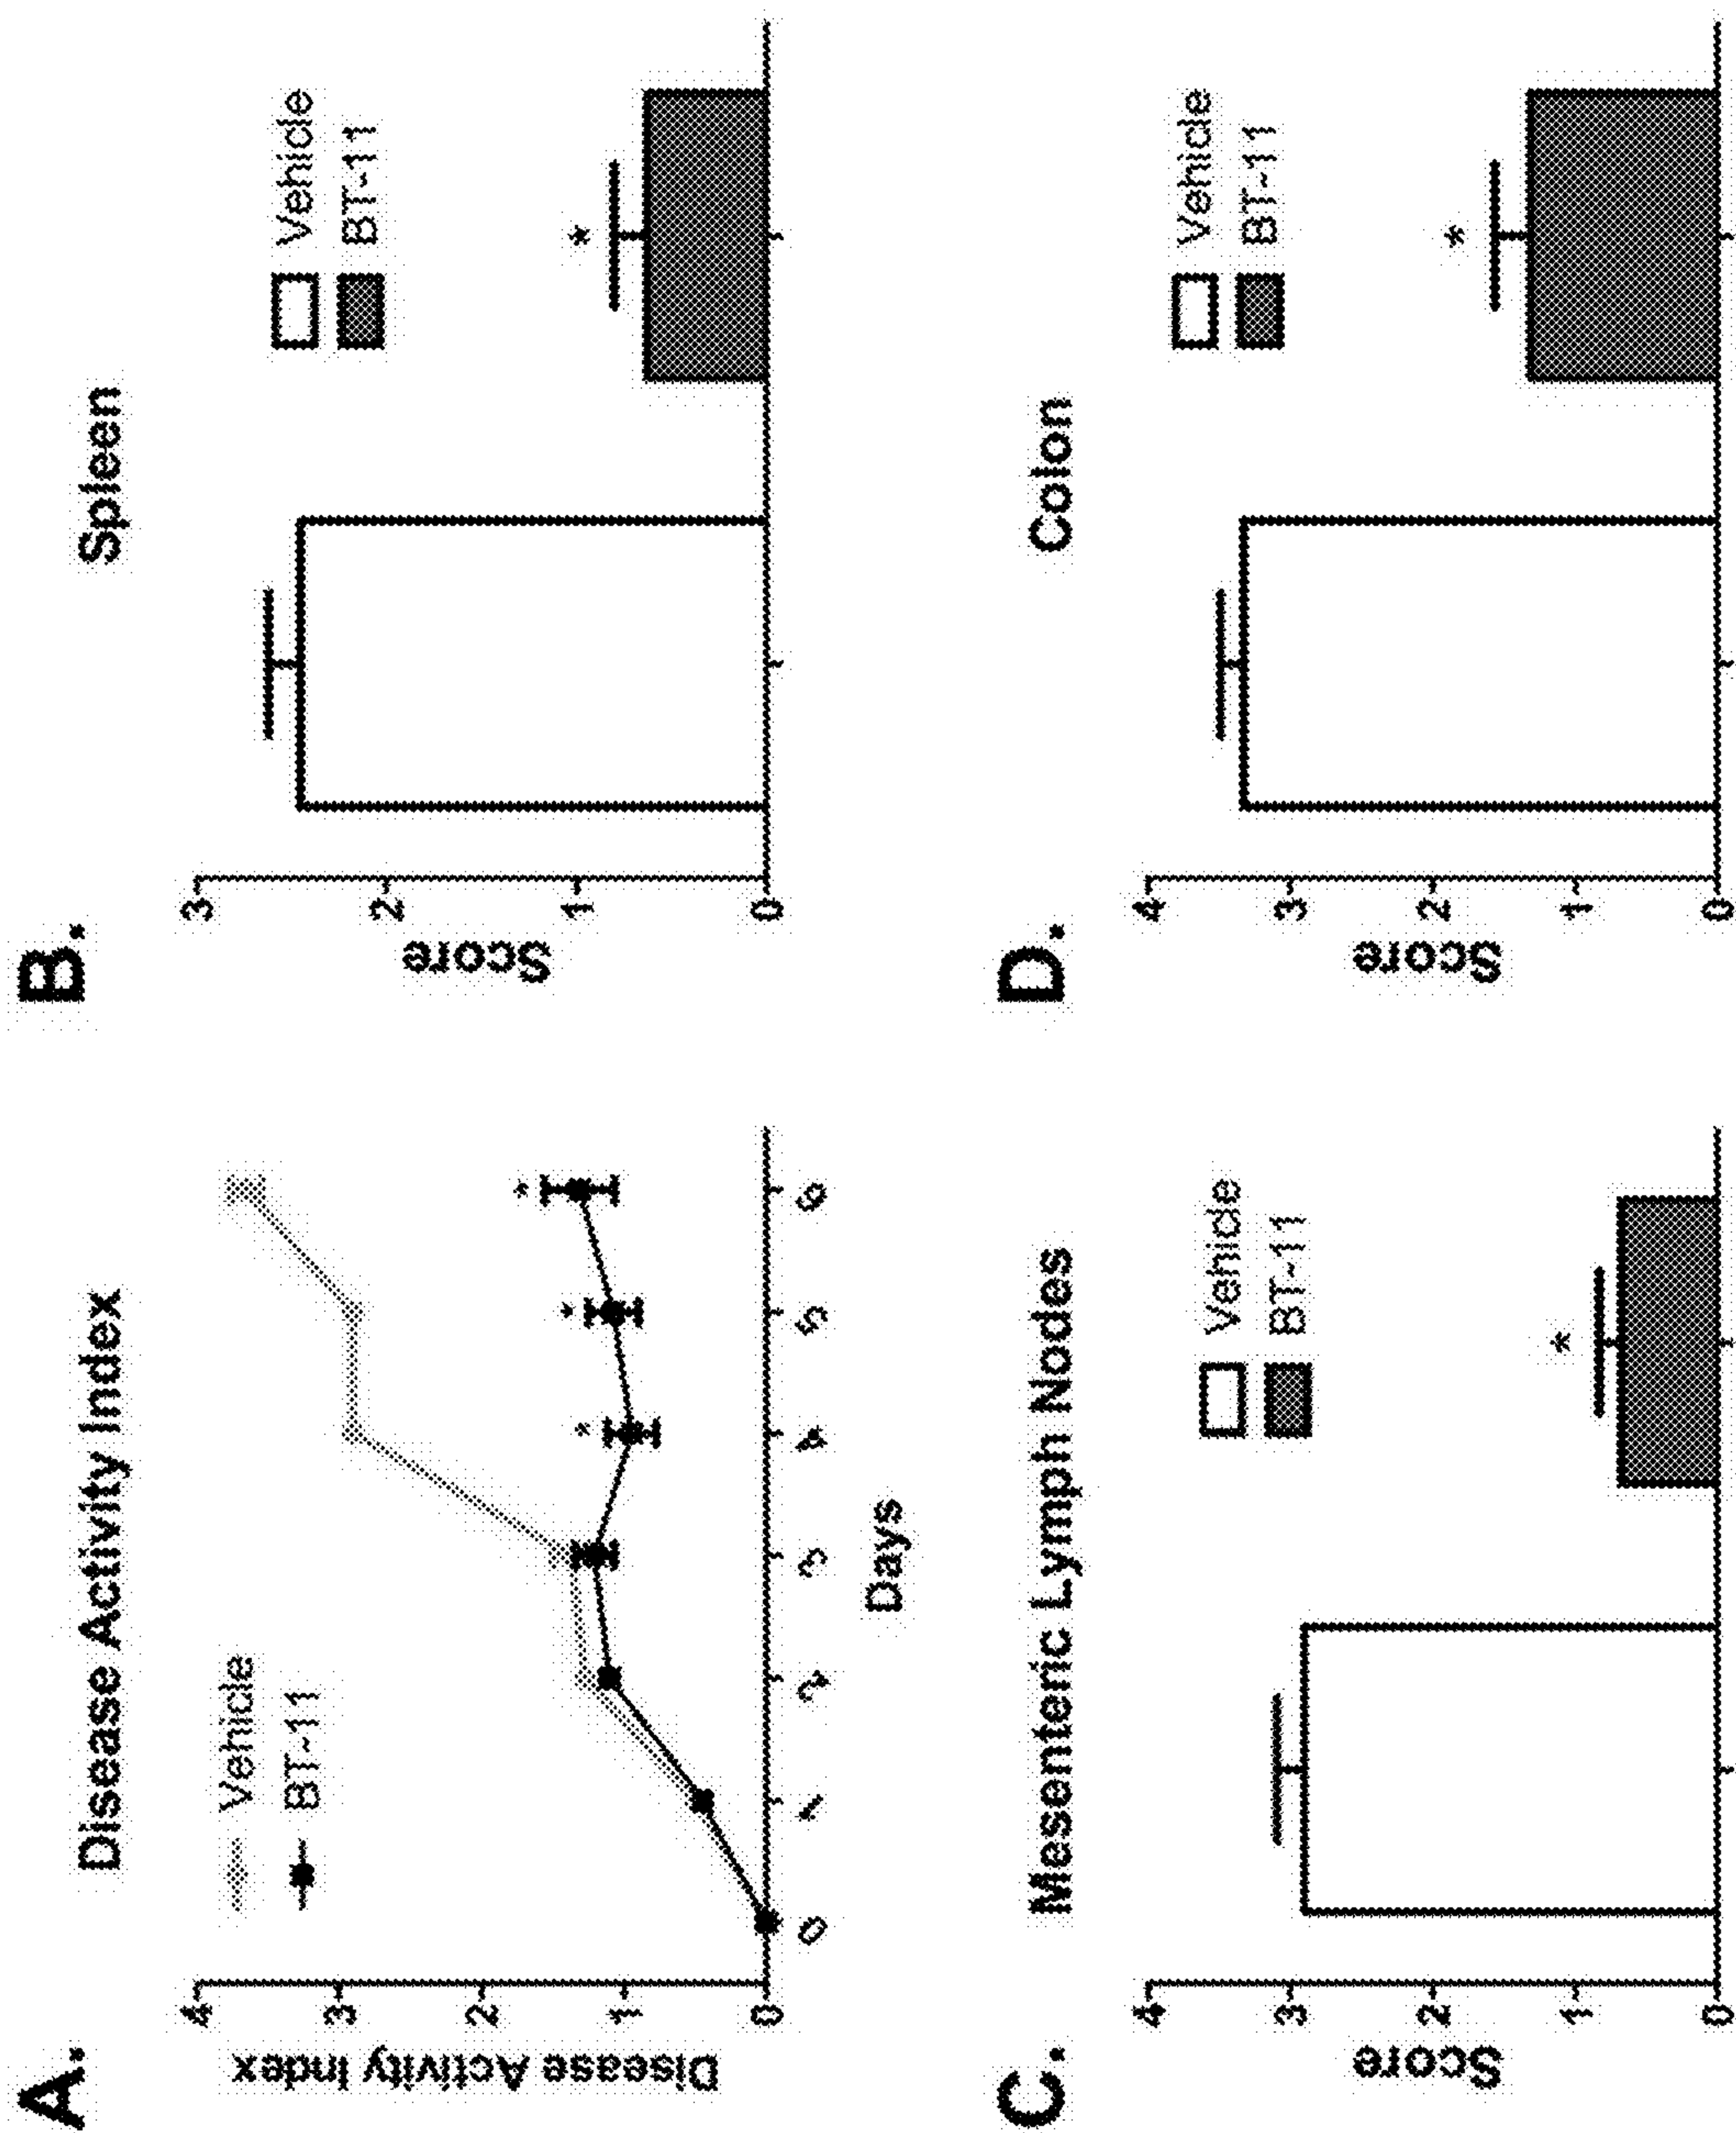 A.
Disease Activity Index
Disease Activity Index
4
3
2
1
0
Vehicle
BT-11
*
*
*
0 1 2 3 4 5 6
Days
B.
Spleen
Score
3
2
1
0
Vehicle
BT-11
*
C.
Mesenteric Lymph Nodes
Score
4
3
2
1
0
Vehicle
BT-11
*
D.
Colon
Score
4
3
2
1
0
Vehicle
BT-11
*